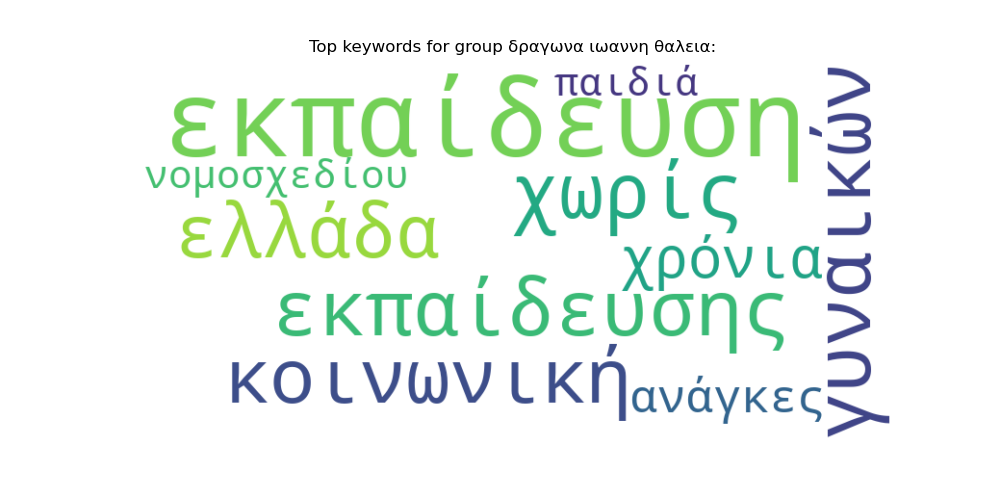 Top keywords for group δραγωνα ιωαννη θαλεια:
παιδιά
εκπαίδευση
νομοσχεδίου
χωρίς
ελλάδα
χρόνια
εκπαίδευσης
κοινωνική
ανάγκες
γυναικών